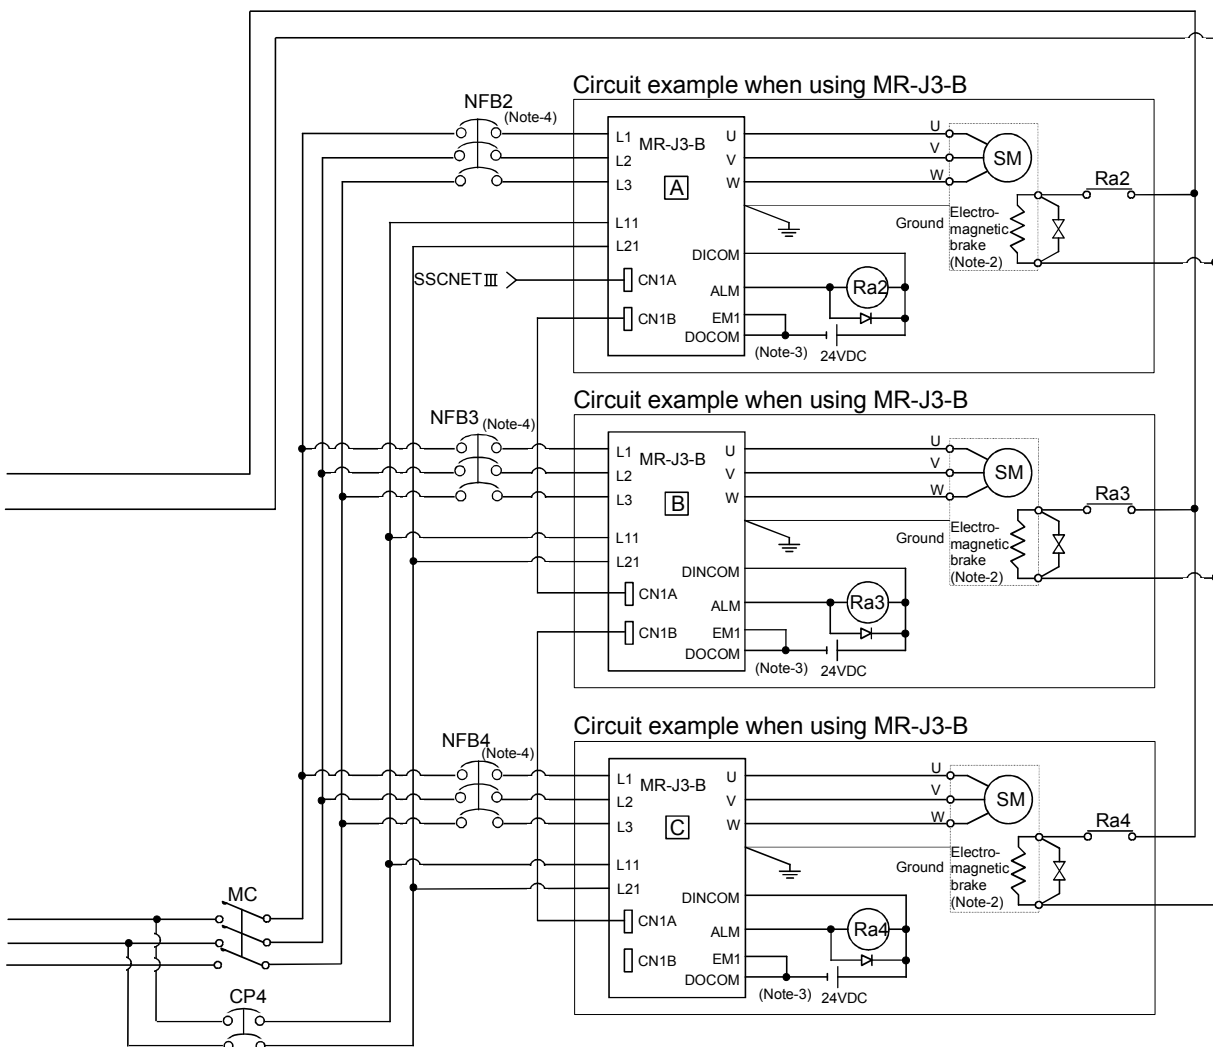 Circuit example when using MR-J3-B
NFB2
(Note-4)
L1
MR-J3-B
U
U
L2
V
V
SM
L3
A
W
W
Ra2
L11
Ground
Electro-
magnetic
brake
(Note-2)
L21
DICOM
SSCNETⅢ
CN1A
ALM
Ra2
CN1B
EM1
DOCOM
(Note-3)
24VDC
Circuit example when using MR-J3-B
NFB3
(Note-4)
L1
MR-J3-B
U
U
L2
V
V
SM
L3
B
W
W
Ra3
L11
Ground
Electro-
magnetic
brake
(Note-2)
L21
DINCOM
CN1A
ALM
Ra3
CN1B
EM1
DOCOM
(Note-3)
24VDC
Circuit example when using MR-J3-B
NFB4
(Note-4)
L1
MR-J3-B
U
U
L2
V
V
SM
L3
C
W
W
Ra4
L11
Ground
Electro-
magnetic
brake
(Note-2)
L21
MC
DINCOM
CN1A
ALM
Ra4
CN1B
EM1
DOCOM
(Note-3)
24VDC
CP4